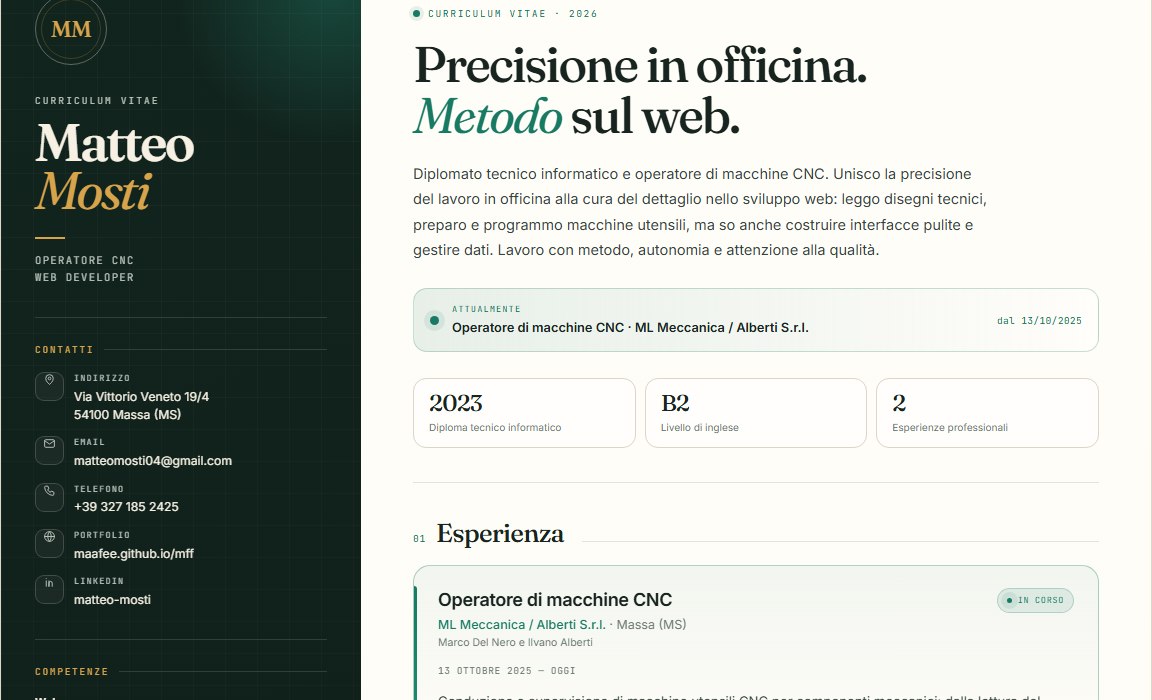 MM
CURRICULUM VITAE
Matteo
Mosti
OPERATORE CNC
WEB DEVELOPER
CONTATTI
INDIRIZZO
Via Vittorio Veneto 19/4
54100 Massa (MS)
EMAIL
matteomosti04@gmail.com
TELEFONO
+39 327 185 2425
PORTFOLIO
maafee.github.io/mff
in
LINKEDIN
matteo-mosti
COMPETENZE
CURRICULUM VITAE · 2026
Precisione in officina.
Metodo sul web.
Diplomato tecnico informatico e operatore di macchine CNC. Unisco la precisione
del lavoro in officina alla cura del dettaglio nello sviluppo web: leggo disegni tecnici,
preparo e programmo macchine utensili, ma so anche costruire interfacce pulite e
gestire dati. Lavoro con metodo, autonomia e attenzione alla qualità.
ATTUALMENTE
Operatore di macchine CNC · ML Meccanica / Alberti S.r.l.
dal 13/10/2025
2023
Diploma tecnico informatico
B2
Livello di inglese
2
Esperienze professionali
01 Esperienza
Operatore di macchine CNC
IN CORSO
ML Meccanica / Alberti S.r.l. · Massa (MS)
Marco Del Nero e Ilvano Alberti
13 OTTOBRE 2025 — OGGI